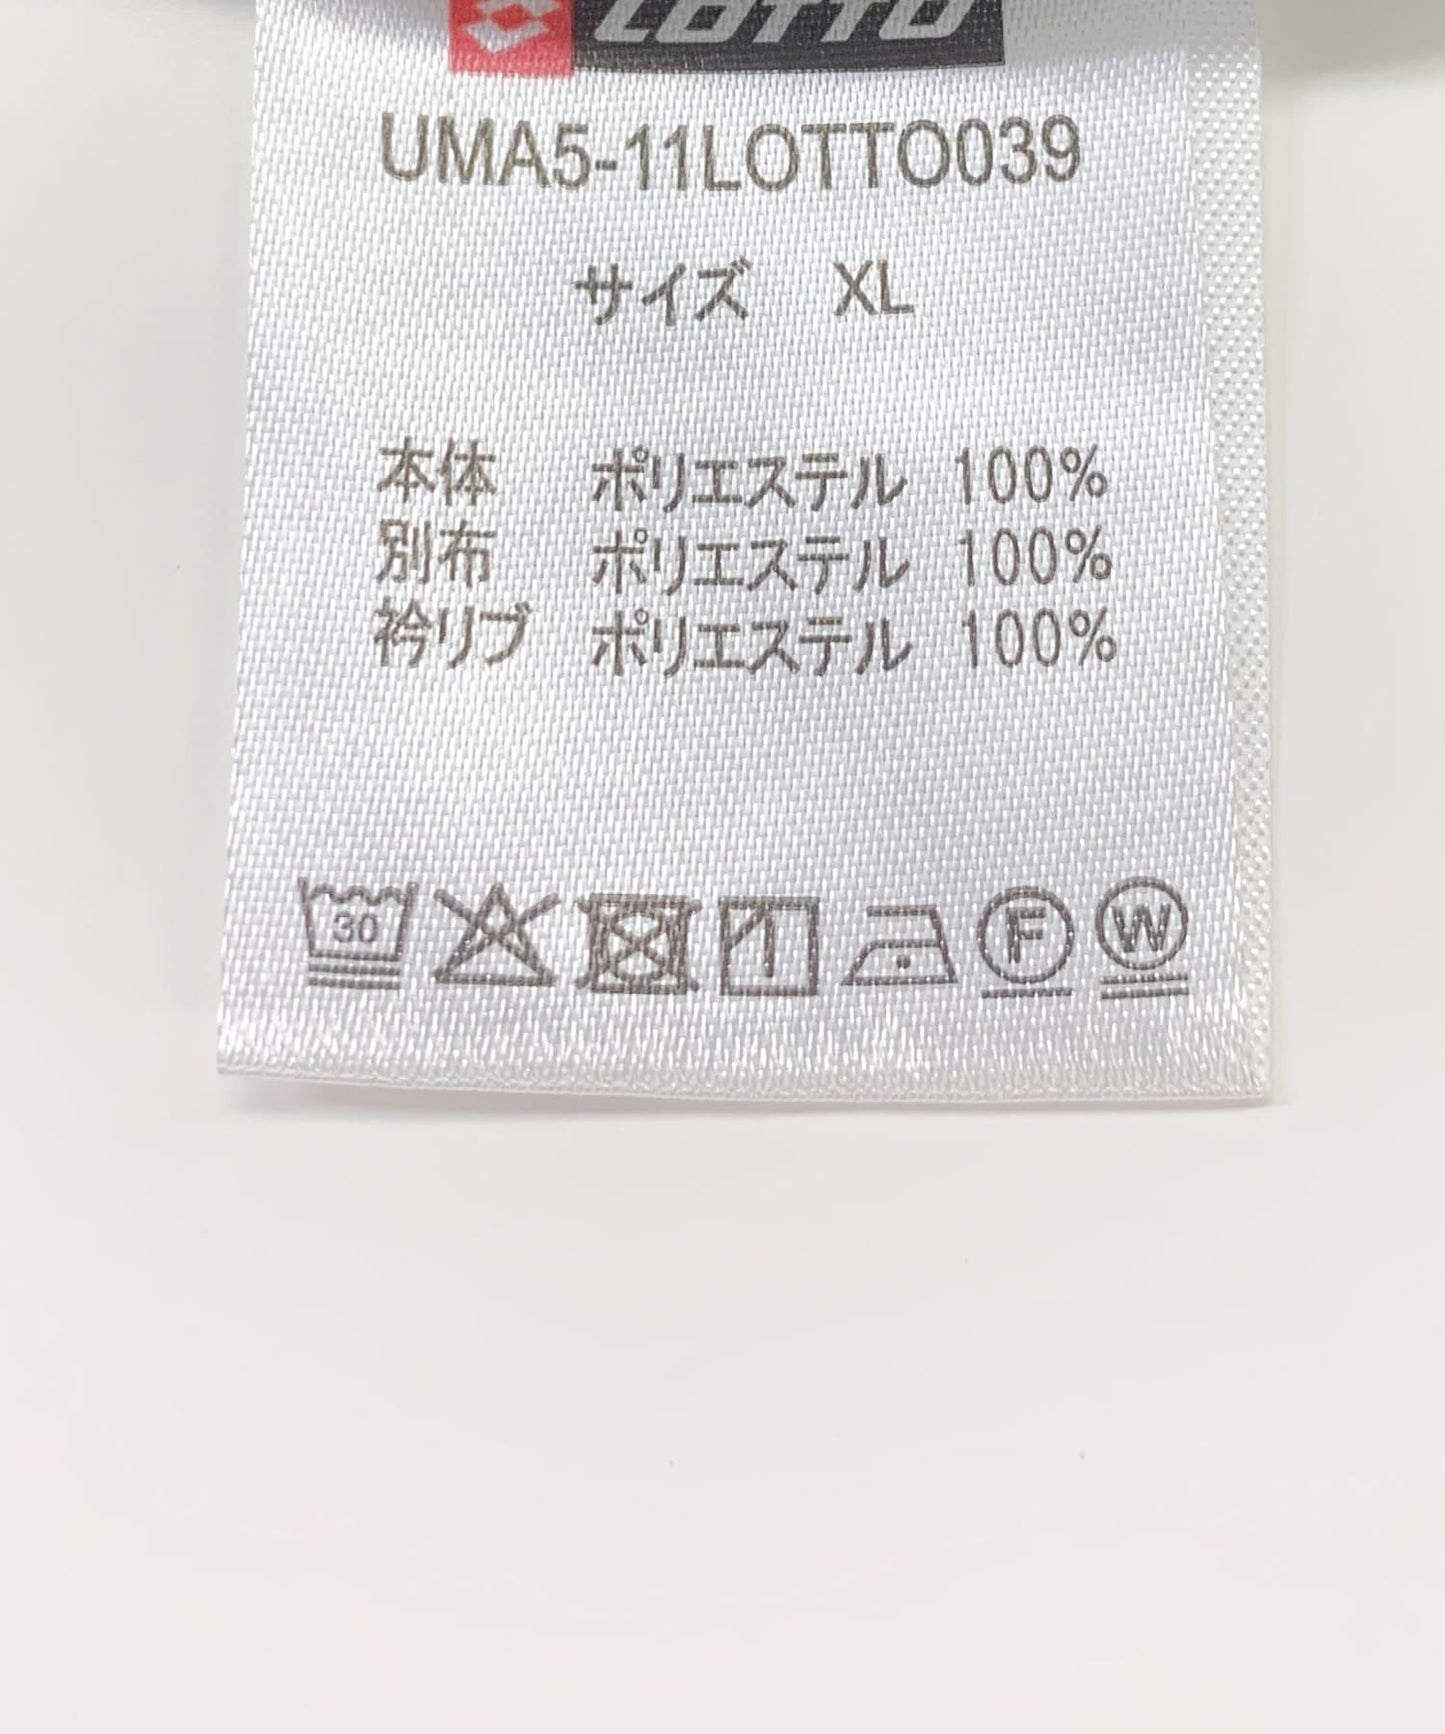 LOTTO
UMA5-11LOTTO039
サイズ XL
本体 ポリエステル 100%
別布 ポリエステル 100%
衿リブ ポリエステル 100%
30 F W